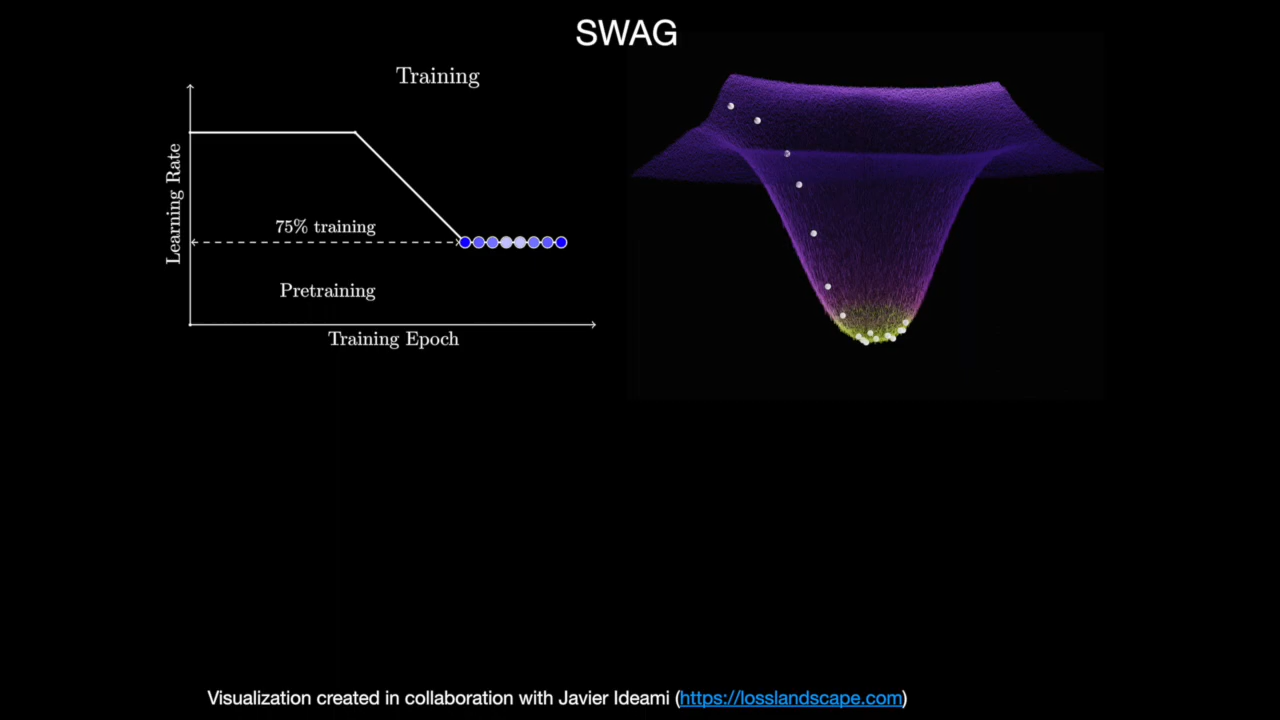 SWAG
Training
Learning Rate
75% training
Pretraining
Training Epoch
Visualization created in collaboration with Javier Ideami (https://losslandscape.com)